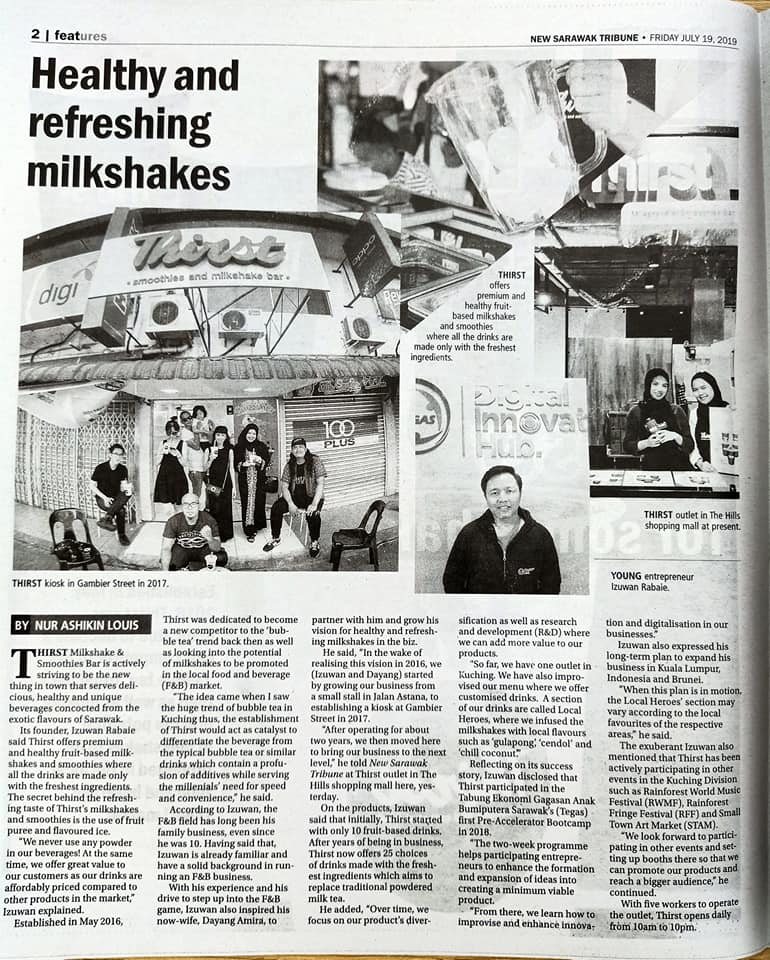 2 | features
NEW SARAWAK TRIBUNE • FRIDAY JULY 19, 2019
Healthy and
refreshing
milkshakes
Thirst
• smoothies and milkshake bar •
digi
oppo
100
PLUS
thirst
THIRST
offers
premium and
healthy fruit-
based milkshakes
and smoothies
where all the drinks are
made only with the freshest
ingredients.
GAS
Digital
Innovat
Hub.
THIRST outlet in The Hills
shopping mall at present.
THIRST kiosk in Gambier Street in 2017.
YOUNG entrepreneur
Izuwan Rabaie.
BY NUR ASHIKIN LOUIS
THIRST Milkshake &
Smoothies Bar is actively
striving to be the new
thing in town that serves deli-
cious, healthy and unique
beverages concocted from the
exotic flavours of Sarawak.
Its founder, Izuwan Rabaie
said Thirst offers premium
and healthy fruit-based milk-
shakes and smoothies where
all the drinks are made only
with the freshest ingredients.
The secret behind the refresh-
ing taste of Thirst's milkshakes
and smoothies is the use of fruit
puree and flavoured ice.
"We never use any powder
in our beverages! At the same
time, we offer great value to
our customers as our drinks are
affordably priced compared to
other products in the market,"
Izuwan explained.
Established in May 2016,
Thirst was dedicated to become
a new competitor to the 'bub-
ble tea' trend back then as well
as looking into the potential
of milkshakes to be promoted
in the local food and beverage
(F&B) market.
"The idea came when I saw
the huge trend of bubble tea in
Kuching thus, the establishment
of Thirst would act as catalyst to
differentiate the beverage from
the typical bubble tea or similar
drinks which contain a profu-
sion of additives while serving
the milenials' need for speed
and convenience," he said.
According to Izuwan, the
F&B field has long been his
family business, even since
he was 10. Having said that,
Izuwan is already familiar and
have a solid background in run-
ning an F&B business.
With his experience and his
drive to step up into the F&B
game, Izuwan also inspired his
now-wife, Dayang Amira, to
partner with him and grow his
vision for healthy and refresh-
ing milkshakes in the biz.
He said, "In the wake of
realising this vision in 2016, we
(Izuwan and Dayang) started
by growing our business from
a small stall in Jalan Astana, to
establishing a kiosk at Gambier
Street in 2017.
"After operating for about
two years, we then moved here
to bring our business to the next
level," he told New Sarawak
Tribune at Thirst outlet in The
Hills shopping mall here, yes-
terday.
On the products, Izuwan
said that initially, Thirst started
with only 10 fruit-based drinks.
After years of being in business,
Thirst now offers 25 choices
of drinks made with the fresh-
est ingredients which aims to
replace traditional powdered
milk tea.
He added, "Over time, we
focus on our product's diver-
sification as well as research
and development (R&D) where
we can add more value to our
products.
"So far, we have one outlet in
Kuching. We have also impro-
vised our menu where we offer
customised drinks. A section
of our drinks are called Local
Heroes, where we infused the
milkshakes with local flavours
such as 'gulapong', 'cendol' and
'chill coconut.'"
Reflecting on its success
story, Izuwan disclosed that
Thirst participated in the
Tabung Ekonomi Gagasan Anak
Bumiputera Sarawak's (Tegas)
first Pre-Accelerator Bootcamp
in 2018.
"The two-week programme
helps participating entrepre-
neurs to enhance the formation
and expansion of ideas into
creating a minimum viable
product.
"From there, we learn how to
improvise and enhance innova-
tion and digitalisation in our
businesses."
Izuwan also expressed his
long-term plan to expand his
business in Kuala Lumpur,
Indonesia and Brunei.
"When this plan is in motion,
the Local Heroes' section may
vary according to the local
favourites of the respective
areas," he said.
The exuberant Izuwan also
mentioned that Thirst has been
actively participating in other
events in the Kuching Division
such as Rainforest World Music
Festival (RWMF), Rainforest
Fringe Festival (RFF) and Small
Town Art Market (STAM).
"We look forward to partici-
pating in other events and set-
ting up booths there so that we
can promote our products and
reach a bigger audience," he
continued.
With five workers to operate
the outlet, Thirst opens daily
from 10am to 10pm.